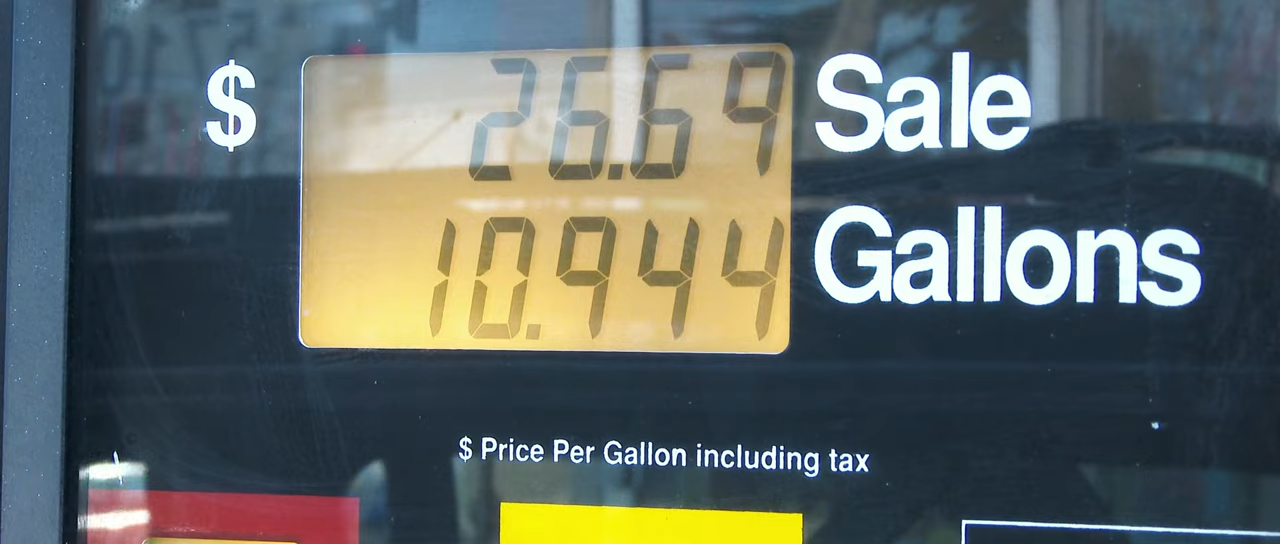 $ 26.69 Sale
10.944 Gallons
$ Price Per Gallon including tax